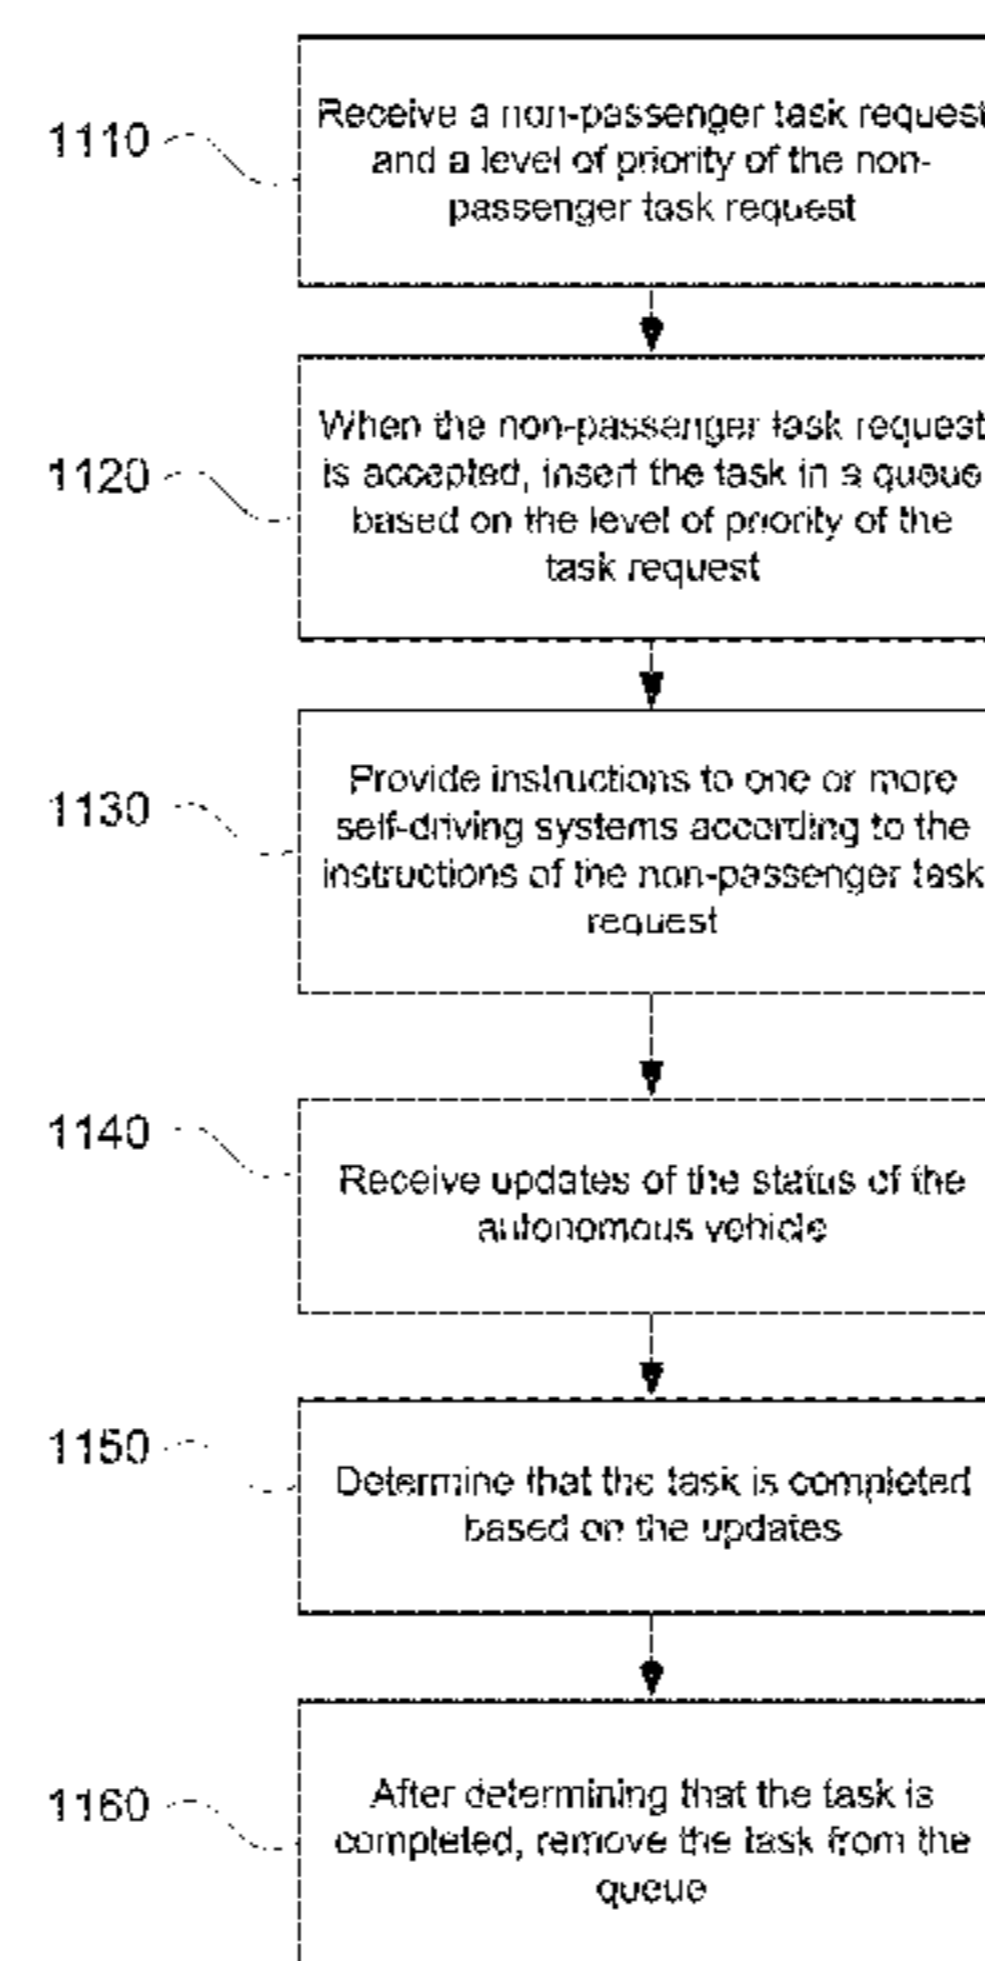 1110
Receive a non-passenger task request
and a level of priority of the non-
passenger task request
1120
When the non-passenger task request
is accepted, insert the task in a queue
based on the level of priority of the
task request
1130
Provide instructions to one or more
self-driving systems according to the
instructions of the non-passenger task
request
1140
Receive updates of the status of the
autonomous vehicle
1150
Determine that the task is completed
based on the updates
1160
After determining that the task is
completed, remove the task from the
queue